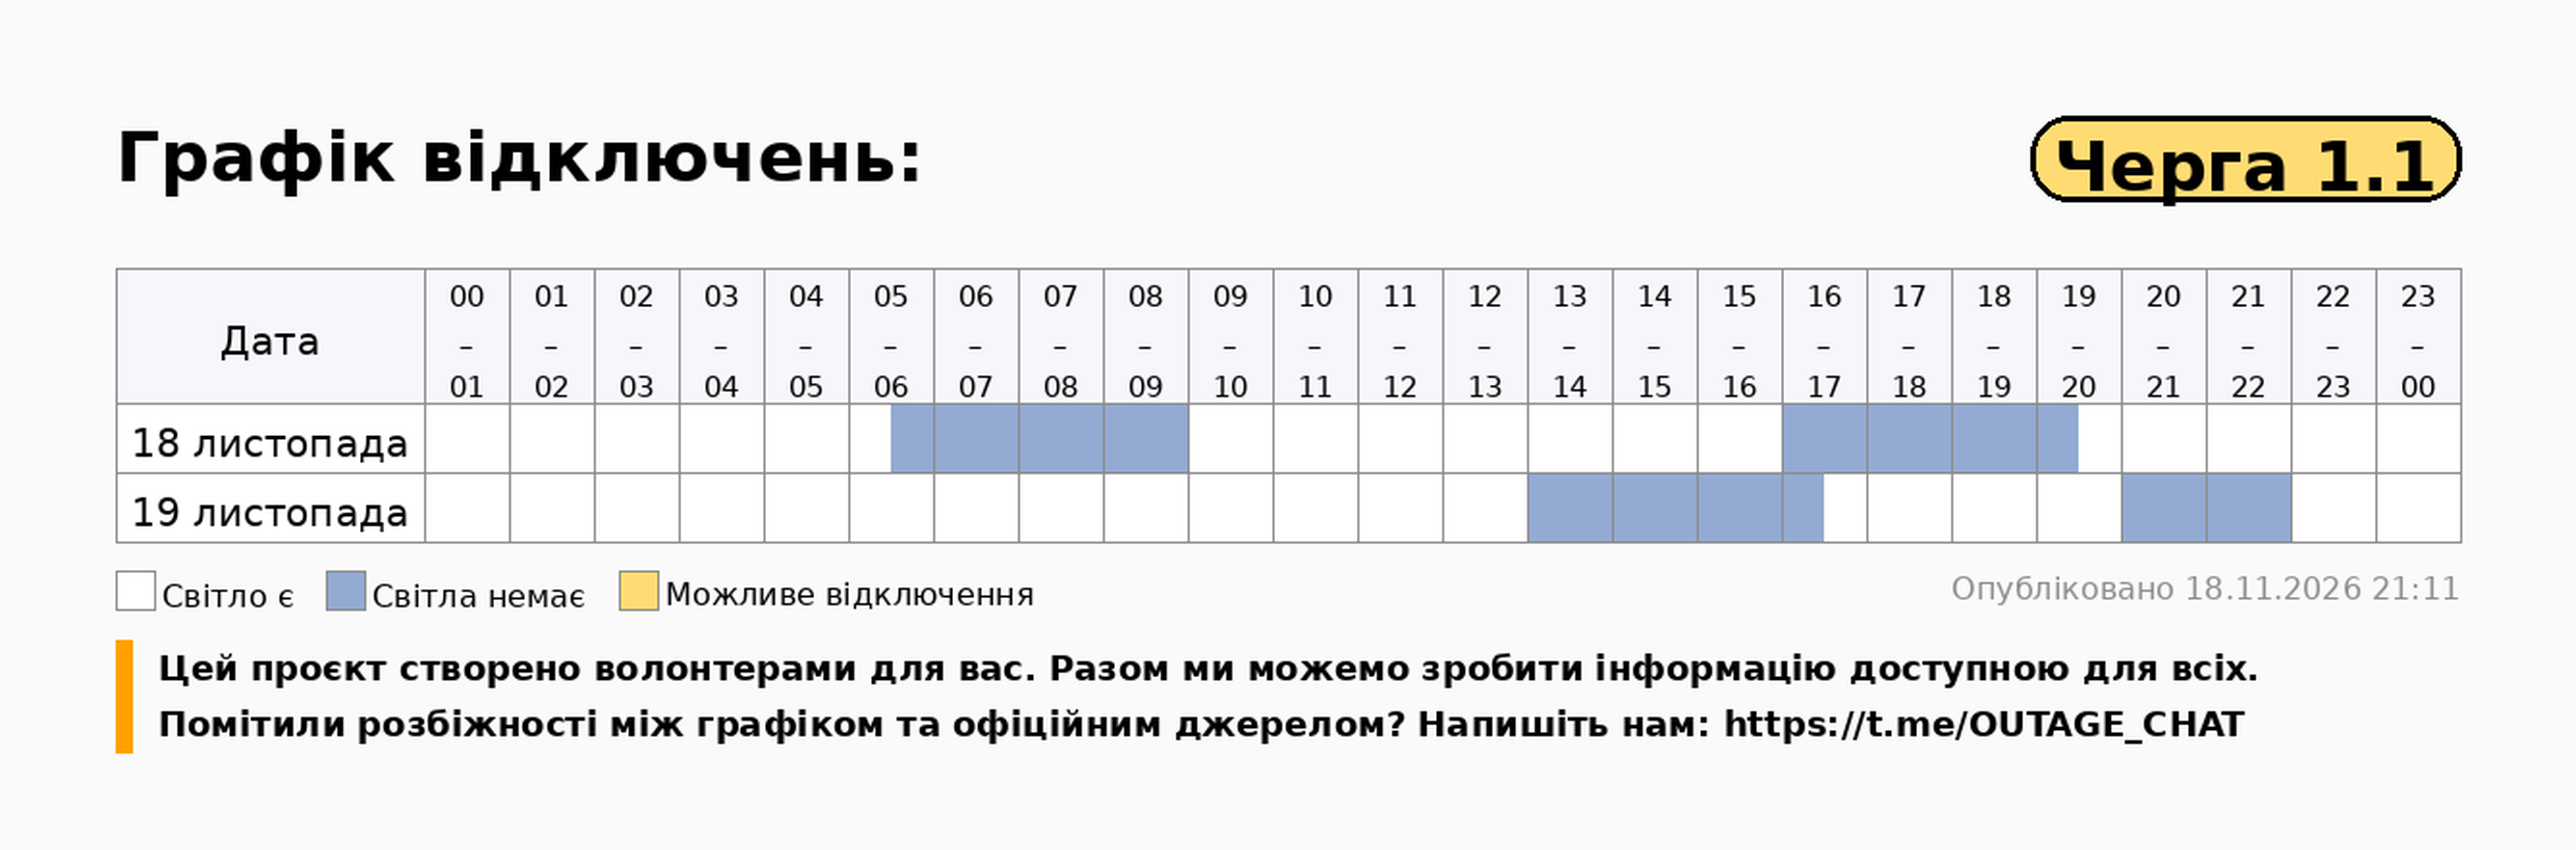 Графік відключень:
Черга 1.1
Дата 00 – 01 01 – 02 02 – 03 03 – 04 04 – 05 05 – 06 06 – 07 07 – 08 08 – 09 09 – 10 10 – 11 11 – 12 12 – 13 13 – 14 14 – 15 15 – 16 16 – 17 17 – 18 18 – 19 19 – 20 20 – 21 21 – 22 22 – 23 23 – 00
18 листопада
19 листопада
Світло є Світла немає Можливе відключення
Опубліковано 18.11.2026 21:11
Цей проєкт створено волонтерами для вас. Разом ми можемо зробити інформацію доступною для всіх.
Помітили розбіжності між графіком та офіційним джерелом? Напишіть нам: https://t.me/OUTAGE_CHAT